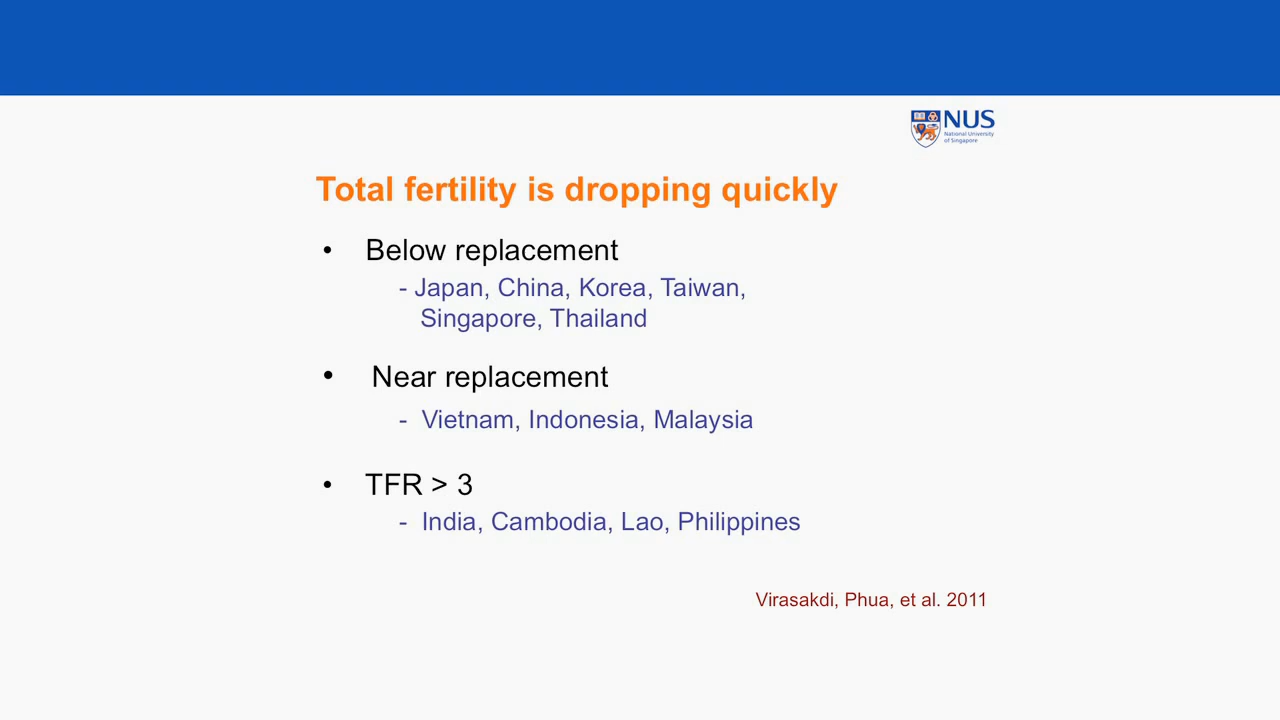 NUS
National University
of Singapore
Total fertility is dropping quickly
• Below replacement
- Japan, China, Korea, Taiwan,
Singapore, Thailand
• Near replacement
- Vietnam, Indonesia, Malaysia
• TFR > 3
- India, Cambodia, Lao, Philippines
Virasakdi, Phua, et al. 2011